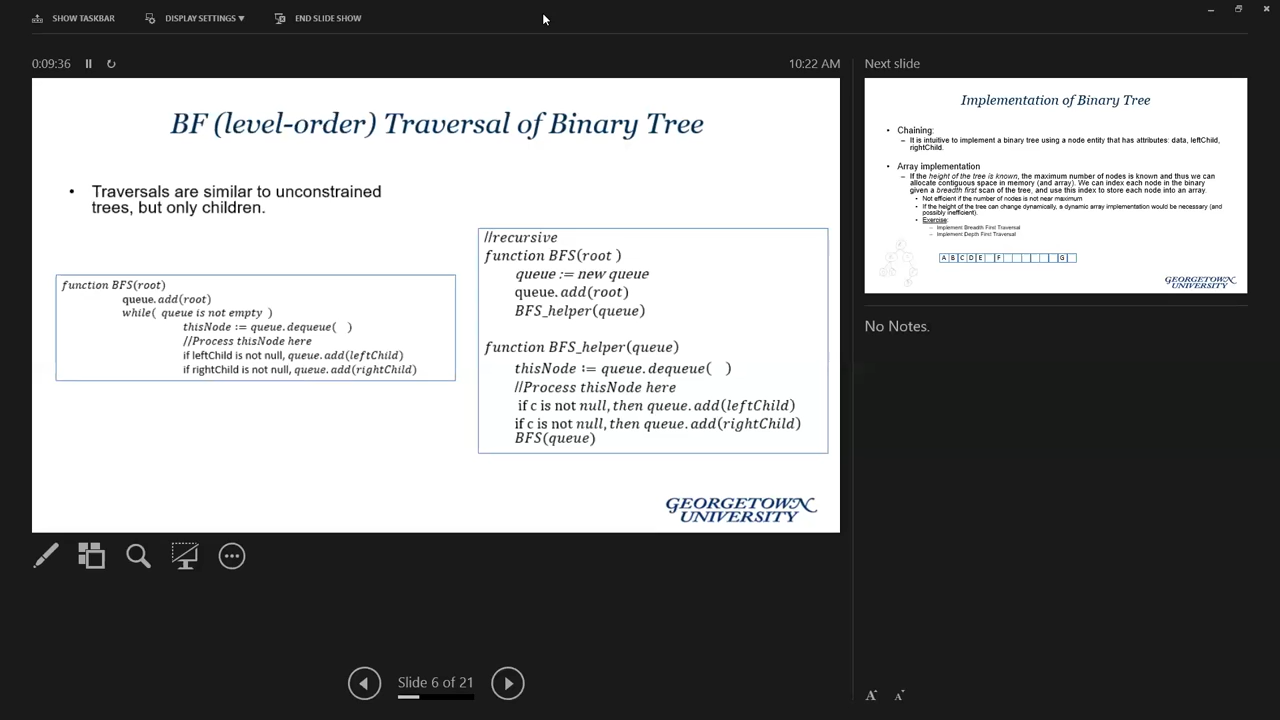 SHOW TASKBAR
DISPLAY SETTINGS ▼
END SLIDE SHOW
0:09:36
10:22 AM
BF (level-order) Traversal of Binary Tree
• Traversals are similar to unconstrained
trees, but only children.
function BFS(root)
queue.add(root)
while( queue is not empty )
thisNode := queue.dequeue( )
//Process thisNode here
if leftChild is not null, queue.add(leftChild)
if rightChild is not null, queue.add(rightChild)
//recursive
function BFS(root )
queue := new queue
queue. add(root)
BFS_helper(queue)
function BFS_helper(queue)
thisNode := queue. dequeue( )
//Process thisNode here
if c is not null, then queue. add(leftChild)
if c is not null, then queue. add(rightChild)
BFS(queue)
GEORGETOWN
UNIVERSITY
Slide 6 of 21
Next slide
Implementation of Binary Tree
• Chaining:
– It is intuitive to implement a binary tree using a node entity that has attributes: data, leftChild,
rightChild.
• Array implementation
– If the height of the tree is known, the maximum number of nodes is known and thus we can
allocate contiguous space in memory (and array). We can index each node in the binary
given a breadth first scan of the tree, and use this index to store each node into an array.
• Not efficient if the number of nodes is not near maximum
• If the height of the tree can change dynamically, a dynamic array implementation would be necessary (and
possibly inefficient).
• Exercise:
– Implement Breadth First Traversal
– Implement Depth First Traversal
A B C D E F G
GEORGETOWN
UNIVERSITY
No Notes.
A A